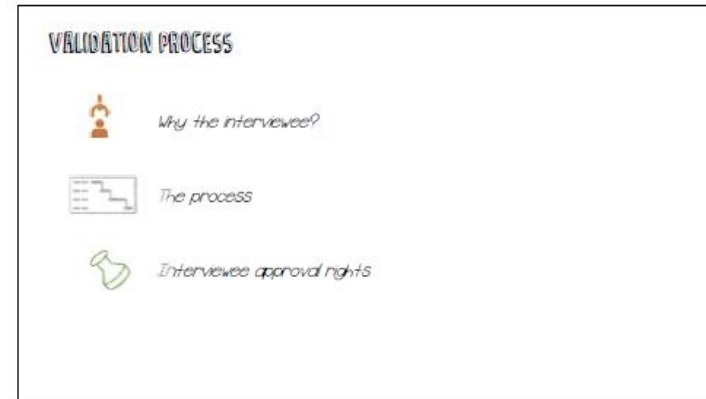 VALIDATION PROCESS
Why the interviewee?
The process
Interviewee approval rights